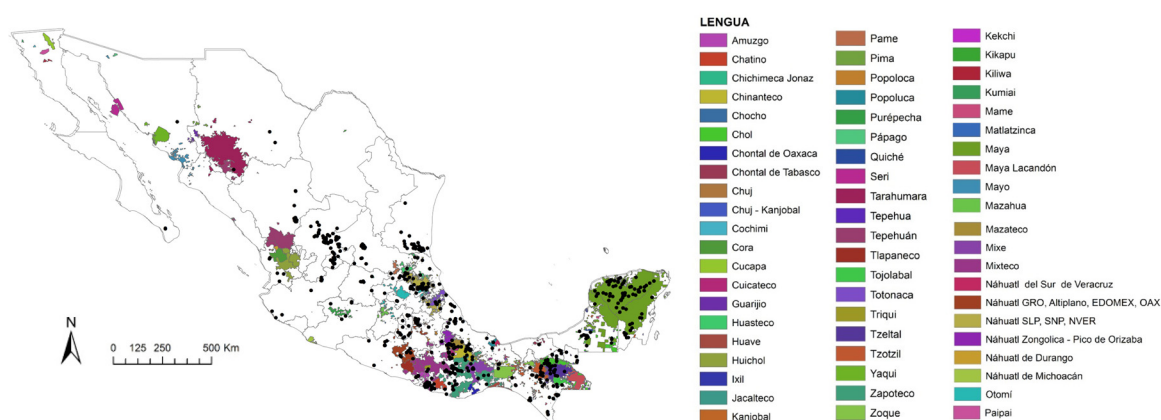 LENGUA
Amuzgo
Chatino
Chichimeca Jonaz
Chinanteco
Chocho
Chol
Chontal de Oaxaca
Chontal de Tabasco
Chuj
Chuj - Kanjobal
Cochimi
Cora
Cucapa
Cuicateco
Guarijio
Huasteco
Huave
Huichol
Ixil
Jacalteco
Kanjobal
Pame
Pima
Popoloca
Popoluca
Purépecha
Pápago
Quiché
Seri
Tarahumara
Tepehua
Tepehuán
Tlapaneco
Tojolabal
Totonaca
Triqui
Tzeltal
Tzotzil
Yaqui
Zapoteco
Zoque
Kekchi
Kikapu
Kiliwa
Kumiai
Mame
Matlatzinca
Maya
Maya Lacandón
Mayo
Mazahua
Mazateco
Mixe
Mixteco
Náhuatl del Sur de Veracruz
Náhuatl GRO, Altiplano, EDOMEX, OAX
Náhuatl SLP, SNP, NVER
Náhuatl Zongolica - Pico de Orizaba
Náhuatl de Durango
Náhuatl de Michoacán
Otomí
Paipai
N
0 125 250 500 Km